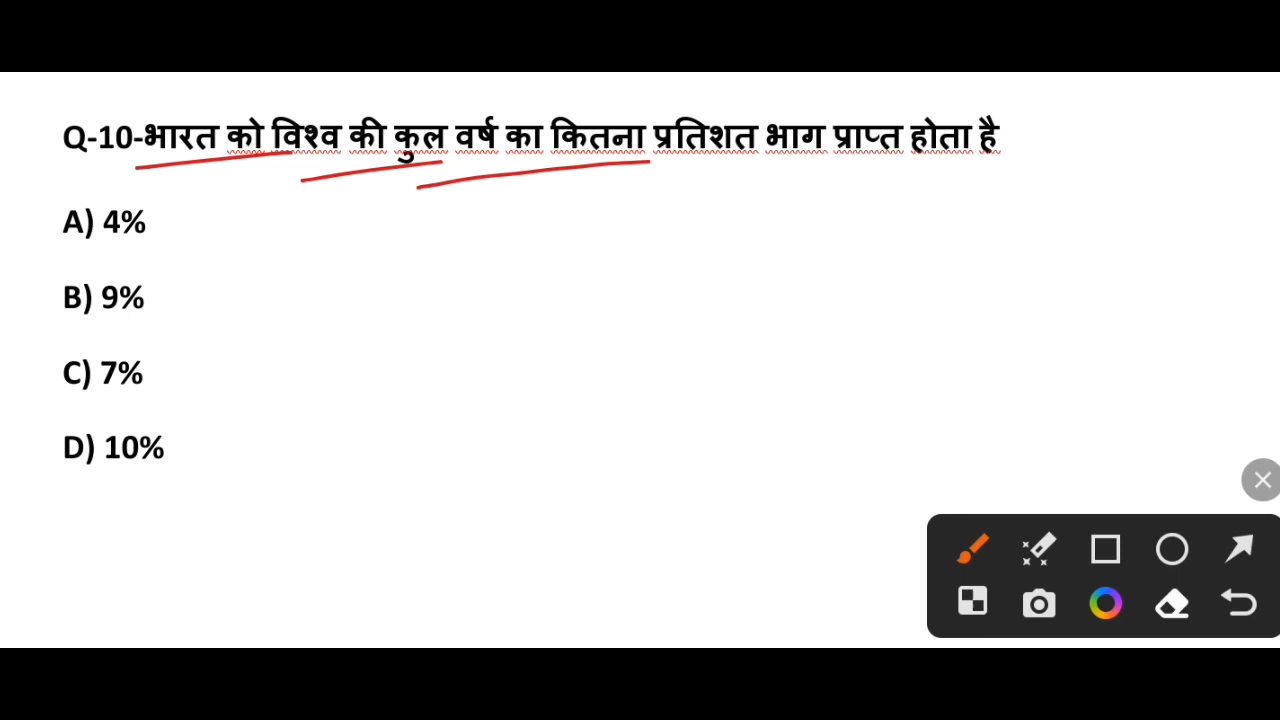 Q-10-भारत को विश्व की कुल वर्ष का कितना प्रतिशत भाग प्राप्त होता है
A) 4%
B) 9%
C) 7%
D) 10%